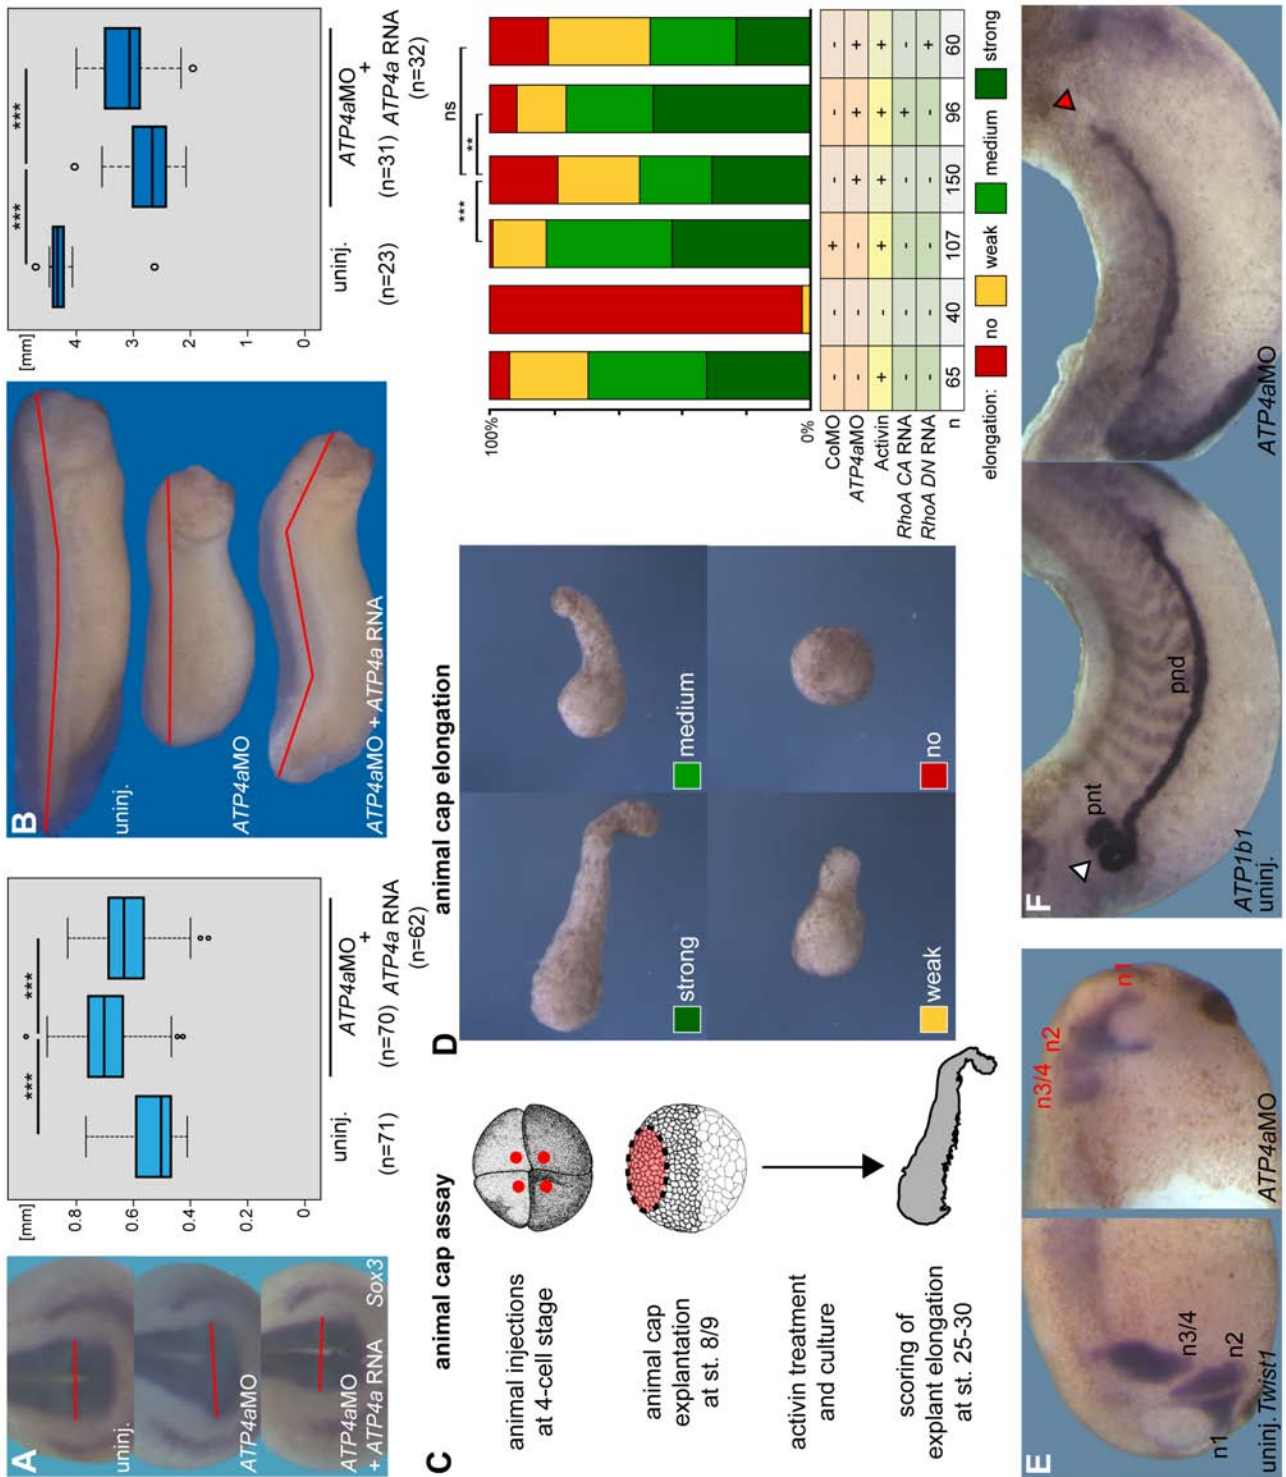 A
uninj.
ATP4aMO
ATP4aMO
+ ATP4a RNA
Sox3
[mm]
0.8
0.6
0.4
0.2
0
***
***
uninj.
(n=71)
ATP4aMO
+
(n=70) ATP4a RNA
(n=62)
B
uninj.
ATP4aMO
ATP4aMO + ATP4a RNA
[mm]
4
3
2
1
0
***
***
uninj.
(n=23)
ATP4aMO
+
(n=31) ATP4a RNA
(n=32)
C
animal cap assay
animal injections
at 4-cell stage
animal cap
explantation
at st. 8/9
activin treatment
and culture
scoring of
explant elongation
at st. 25-30
D
animal cap elongation
strong
medium
weak
no
100%
0%
***
**
ns
CoMO - - + - - -
ATP4aMO - - - + + +
Activin + - + + + +
RhoA CA RNA - - - - + -
RhoA DN RNA - - - - - +
n 65 40 107 150 96 60
elongation: no weak medium strong
E
n1
n2
n3/4
uninj. Twist1
n3/4
n2
n1
ATP4aMO
F
pnt
pnd
ATP1b1
uninj.
ATP4aMO